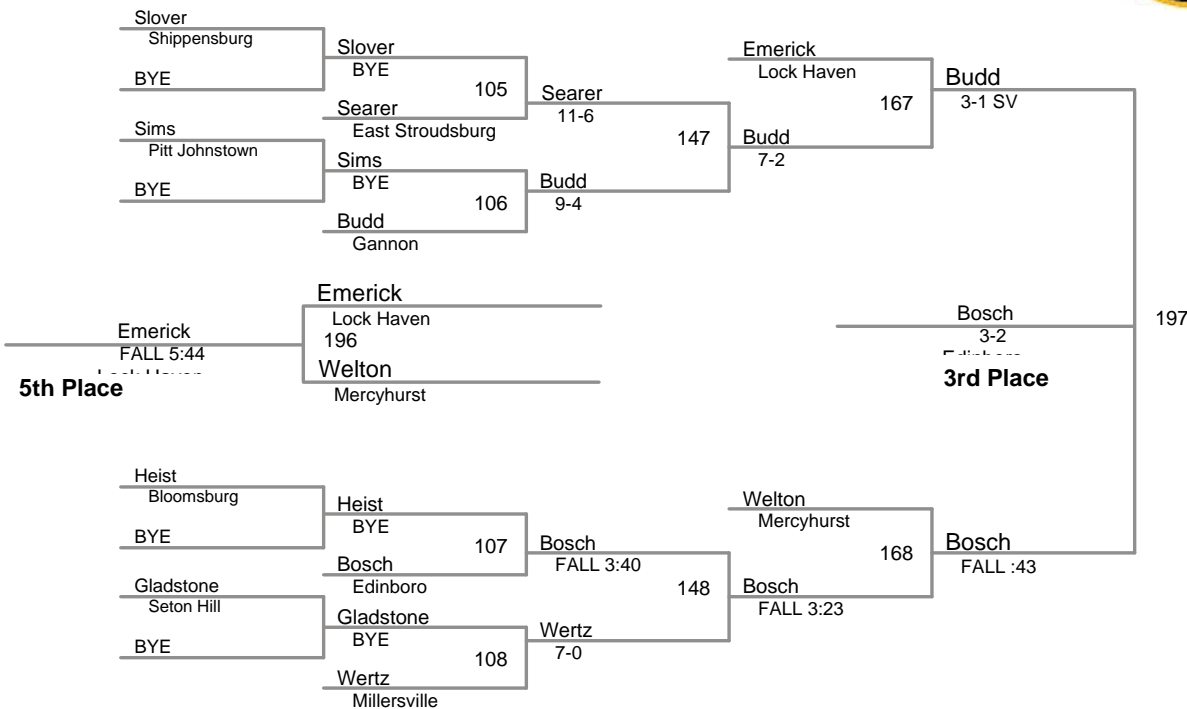 Slover
Shippensburg
BYE
Slover
BYE
105
Searer
East Stroudsburg
Searer
11-6
Sims
Pitt Johnstown
BYE
Sims
BYE
106
Budd
Gannon
Budd
9-4
147
Emerick
Lock Haven
Budd
7-2
167
Budd
3-1 SV
Emerick
Lock Haven
196
Welton
Mercyhurst
Emerick
FALL 5:44
Lock Haven
5th Place
Bosch
3-2
Edinboro
3rd Place
197
Heist
Bloomsburg
BYE
Heist
BYE
107
Bosch
Edinboro
Bosch
FALL 3:40
Gladstone
Seton Hill
BYE
Gladstone
BYE
108
Wertz
Millersville
Wertz
7-0
148
Welton
Mercyhurst
Bosch
FALL 3:23
168
Bosch
FALL :43